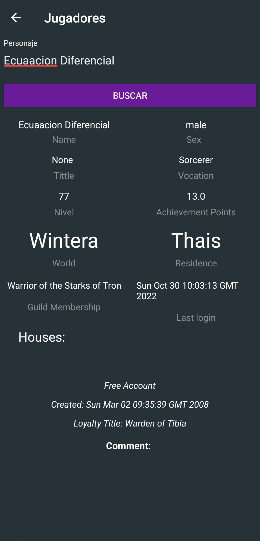 Jugadores
Personaje
Ecuaacion Diferencial
BUSCAR
Ecuaacion Diferencial
male
Name
Sex
None
Sorcerer
Tittle
Vocation
77
13.0
Nivel
Achievement Points
Wintera
Thais
World
Residence
Warrior of the Starks of Tron
Sun Oct 30 10:03:13 GMT
2022
Guild Membership
Last login
Houses:
Free Account
Created: Sun Mar 02 09:35:39 GMT 2008
Loyalty Title: Warden of Tibia
Comment: